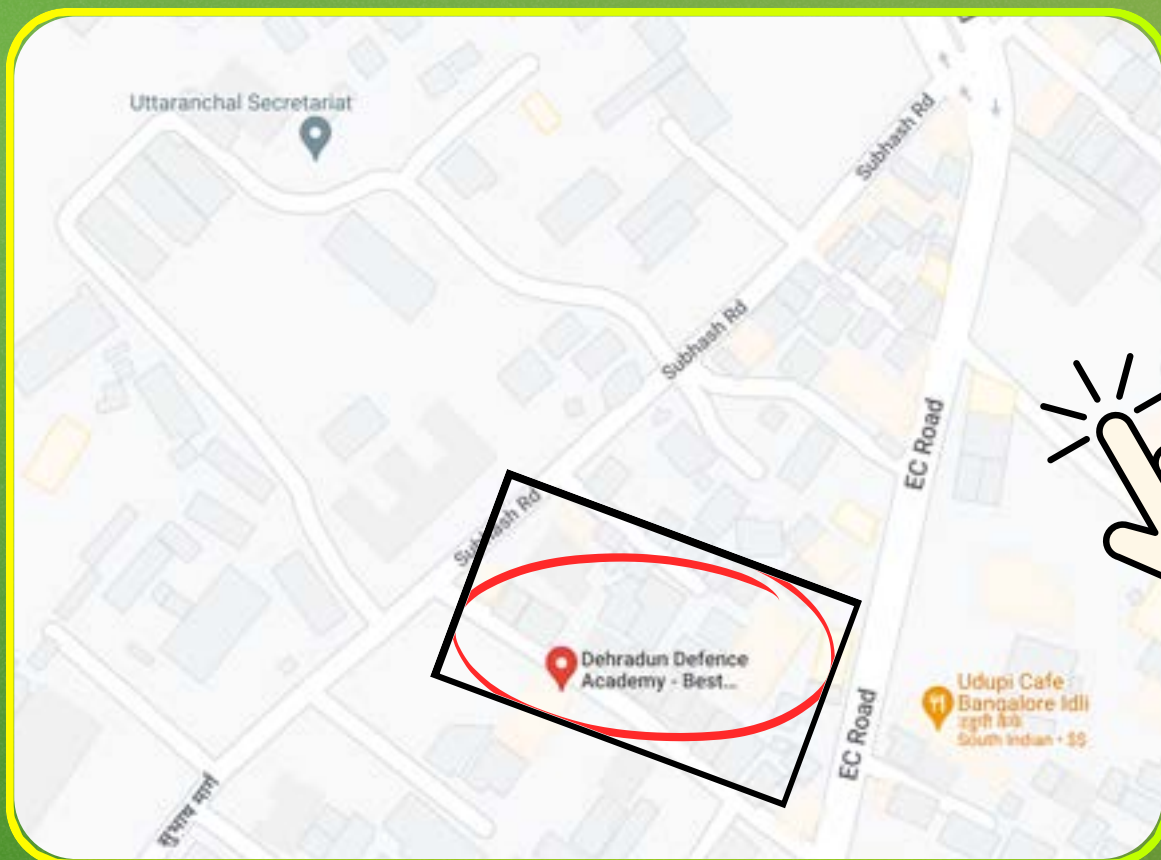 Uttaranchal Secretariat
Subhash Rd
Subhash Rd
EC Road
Subhash Rd
Dehradun Defence
Academy - Best...
Udupi Cafe
Bangalore Idli
South Indian • $$
EC Road